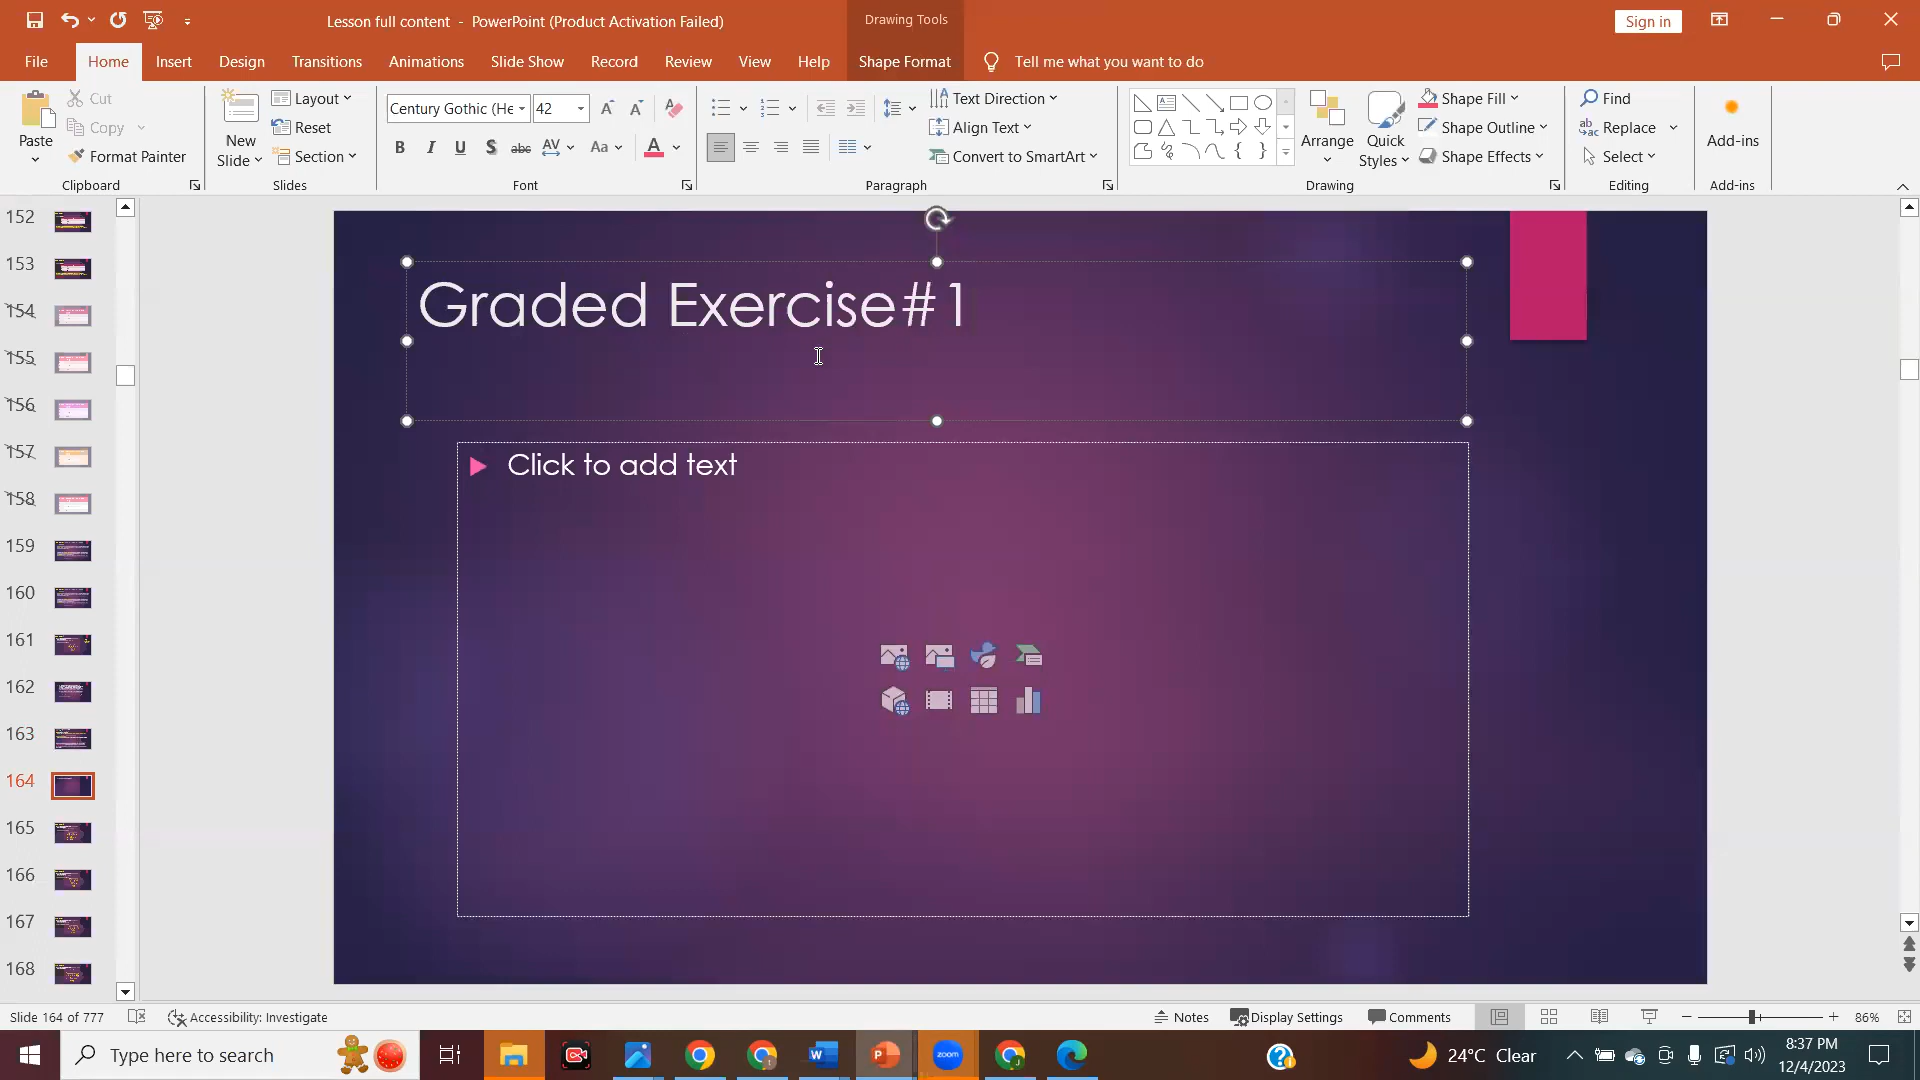 Lesson full content - PowerPoint (Product Activation Failed)
Drawing Tools
Sign in
File Home Insert Design Transitions Animations Slide Show Record Review View Help Shape Format Tell me what you want to do
Paste
Cut
Copy
Format Painter
Clipboard
New Slide
Layout
Reset
Section
Slides
Century Gothic (He 42
B I U S abc AV Aa A
Font
Text Direction
Align Text
Convert to SmartArt
Paragraph
Arrange
Quick Styles
Shape Fill
Shape Outline
Shape Effects
Drawing
Find
Replace
Select
Editing
Add-ins
Add-ins
152
153
154
155
156
157
158
159
160
161
162
163
164
165
166
167
168
Graded Exercise#1
Click to add text
Slide 164 of 777 Accessibility: Investigate Notes Display Settings Comments 86%
Type here to search
zoom
24°C Clear
8:37 PM
12/4/2023